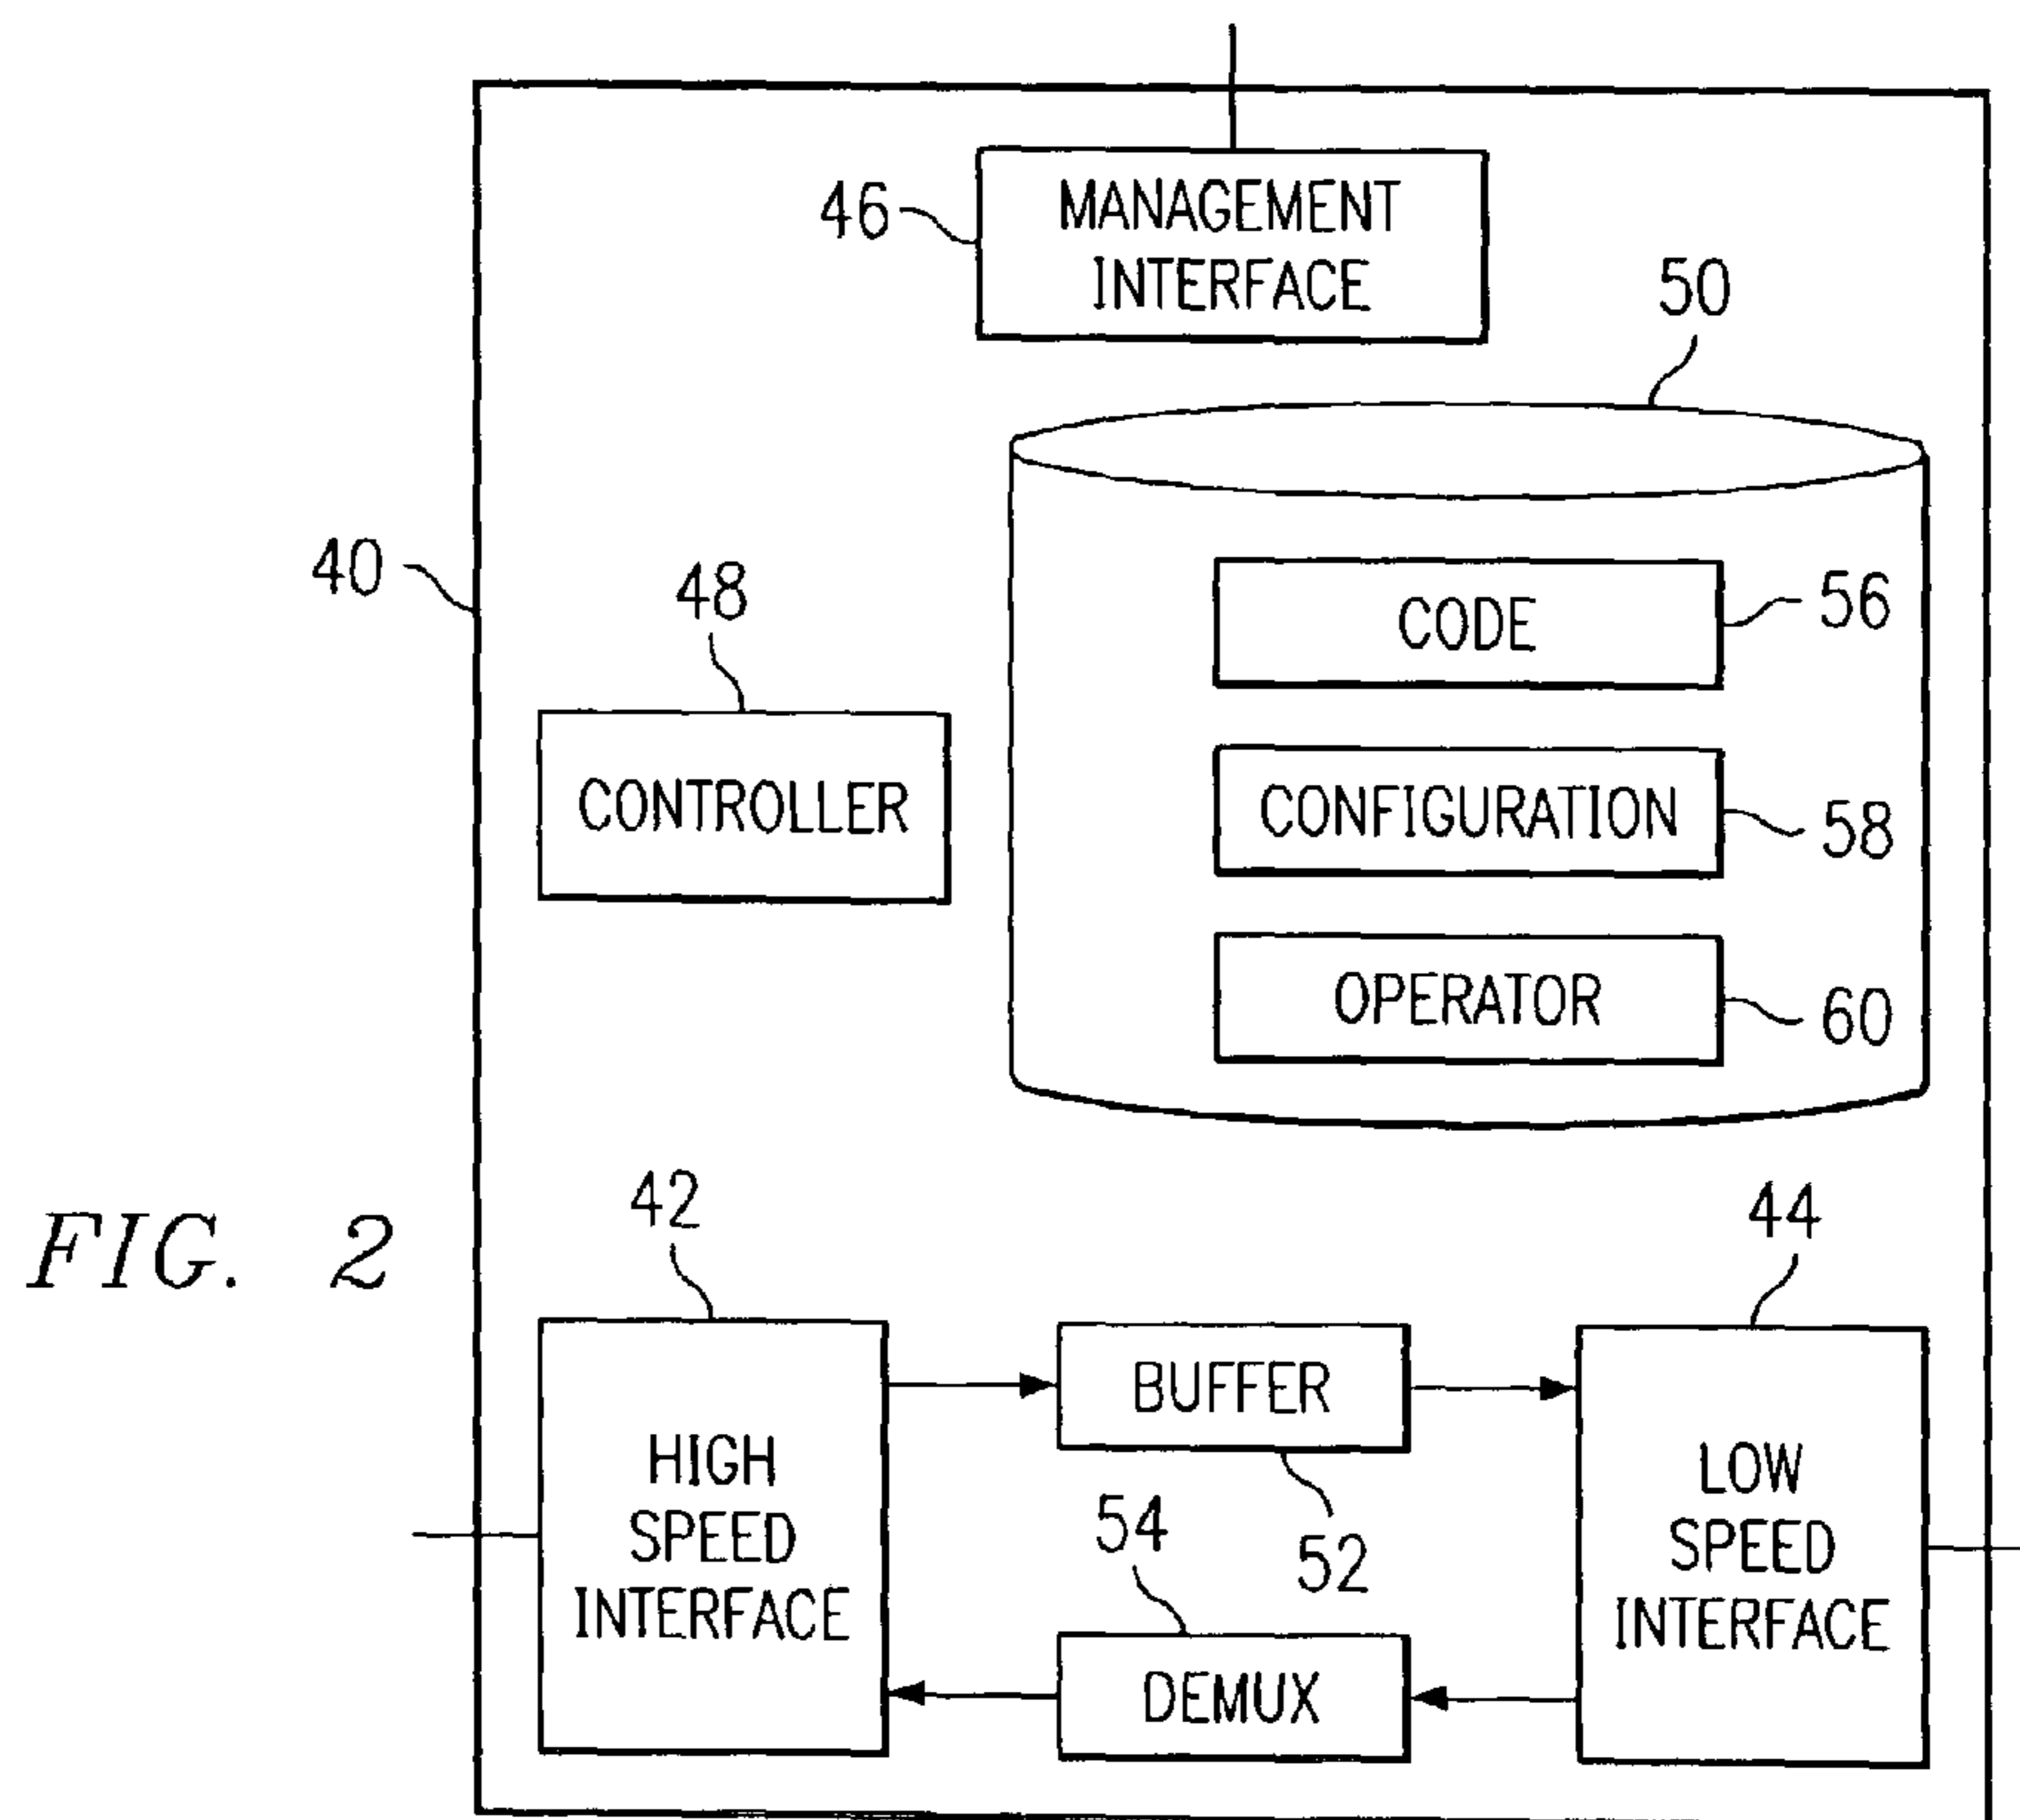 46
MANAGEMENT
INTERFACE
50
40
48
CODE
56
CONTROLLER
CONFIGURATION
58
OPERATOR
60
FIG. 2
42
44
BUFFER
HIGH
SPEED
INTERFACE
52
54
LOW
SPEED
INTERFACE
DEMUX